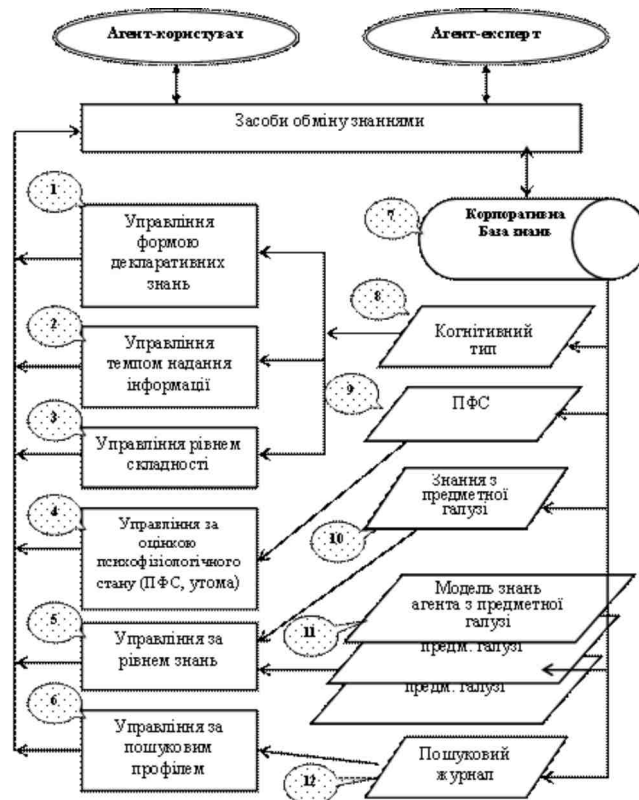 Агент-користувач
Агент-експерт
Засоби обміну знаннями
1
Управління
формою
декларативних
знань
2
Управління
темпом надання
інформації
3
Управління рівнем
складності
4
Управління за
оцінкою
психофізіологічного
стану (ПФС, утома)
5
Управління за
рівнем знань
6
Управління за
пошуковим
профілем
7
Корпоративна
База знань
8
Когнітивний
тип
9
ПФС
Знання з
предметної
галузі
10
Модель знань
агента з предметної
галузі
11
предм. галузі
предм. галузі
Пошуковий
журнал
12